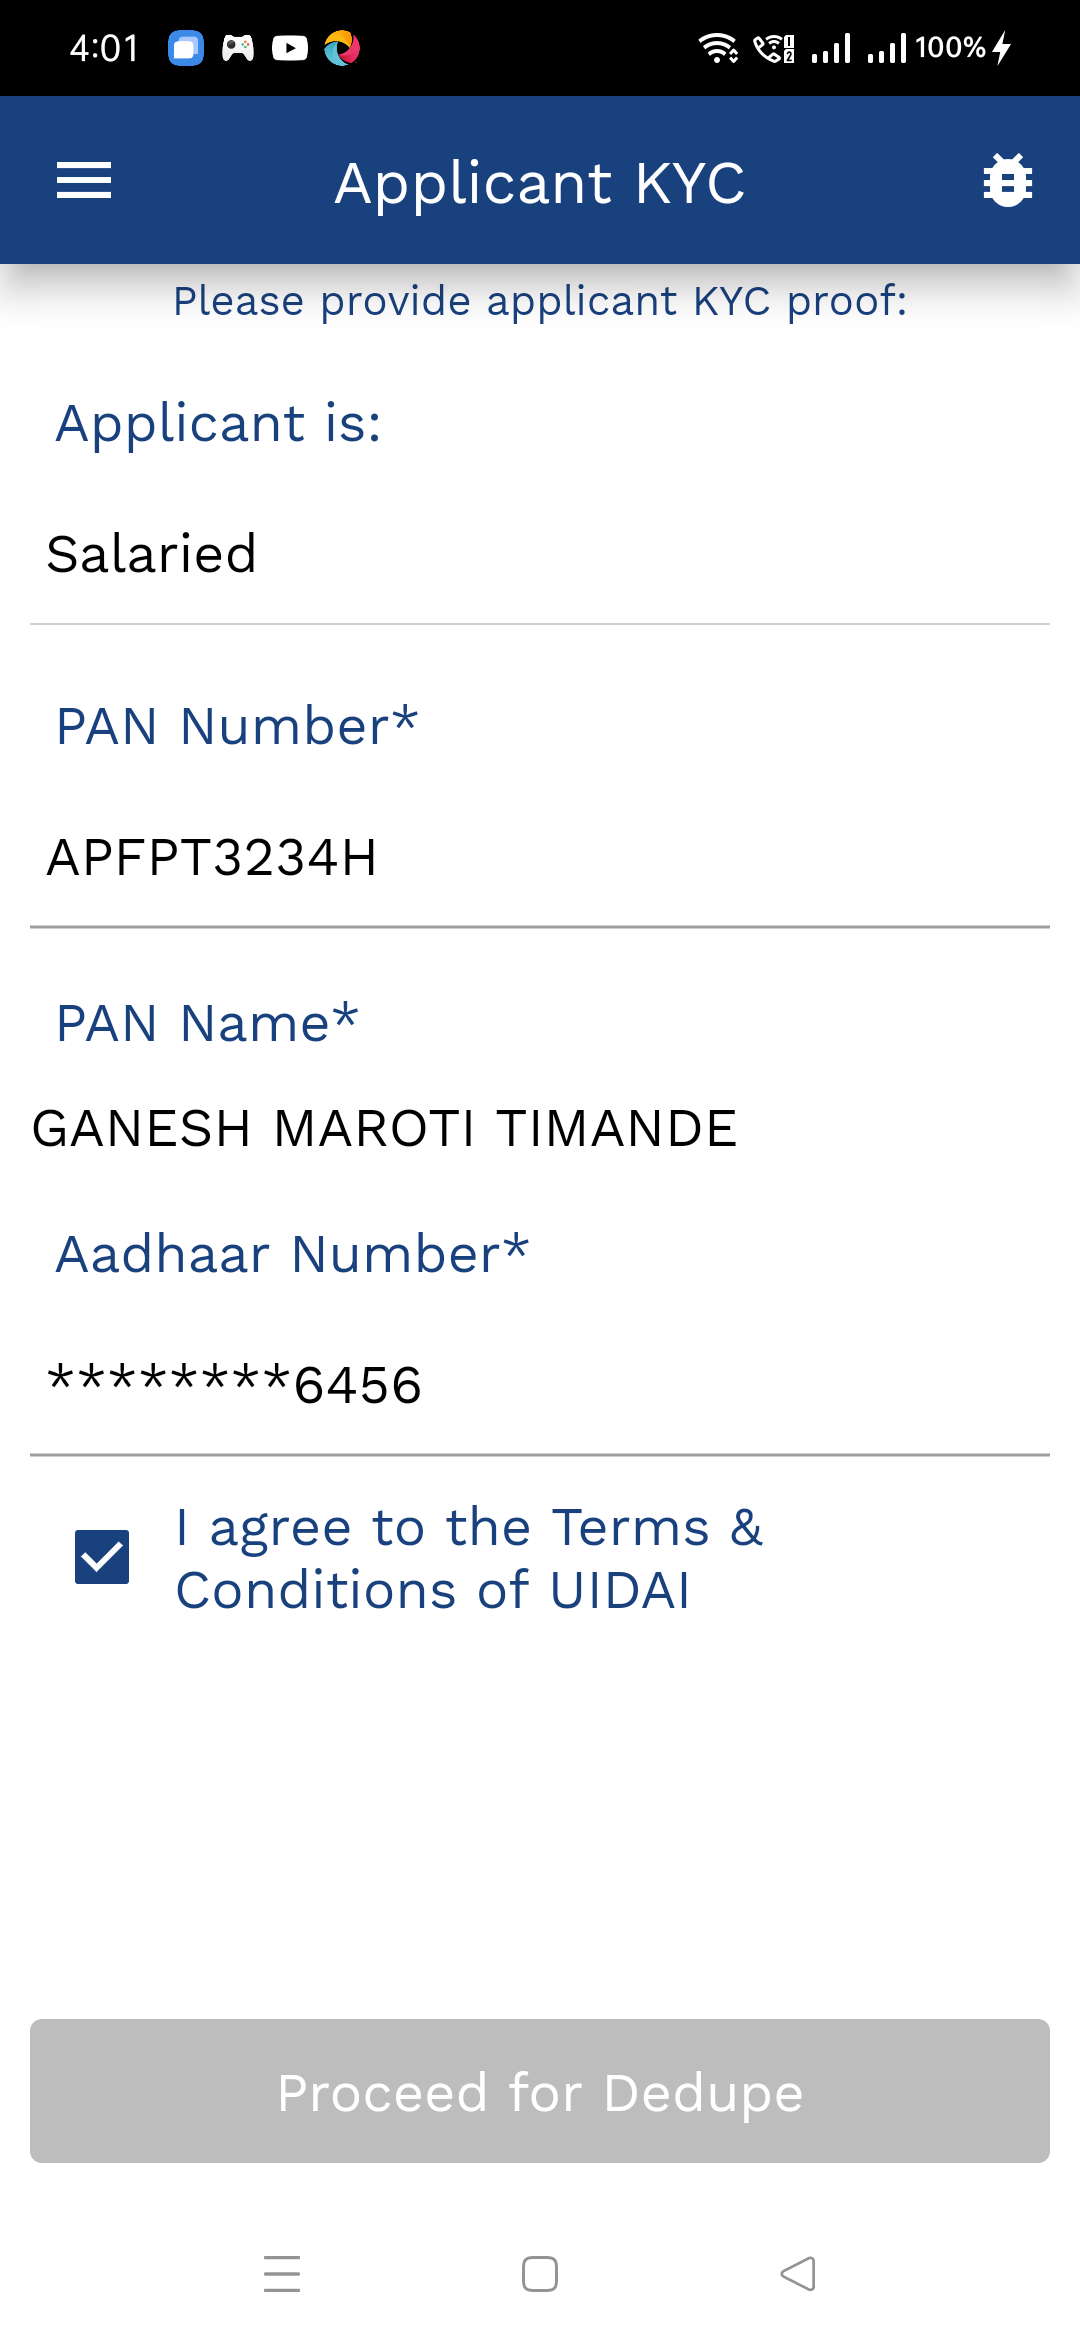 4:01
100%
Applicant KYC
Please provide applicant KYC proof:
Applicant is:
Salaried
PAN Number*
APFPT3234H
PAN Name*
GANESH MAROTI TIMANDE
Aadhaar Number*
********6456
I agree to the Terms &
Conditions of UIDAI
Proceed for Dedupe